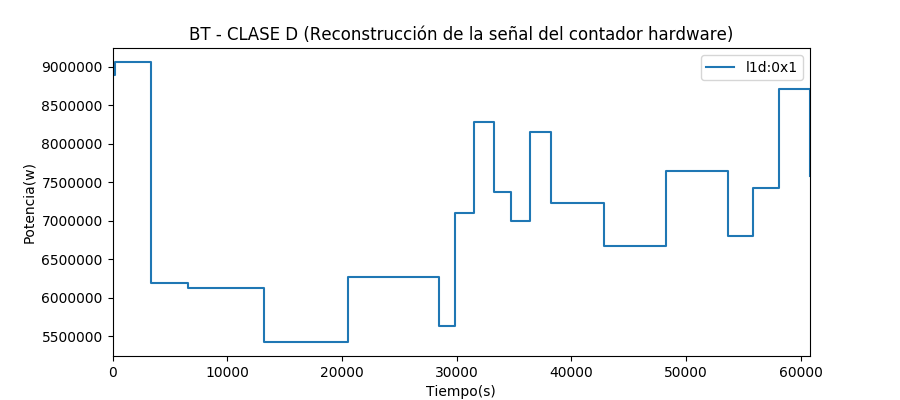 BT - CLASE D (Reconstrucción de la señal del contador hardware)
l1d:0x1
Potencia(w)
9000000
8500000
8000000
7500000
7000000
6500000
6000000
5500000
0 10000 20000 30000 40000 50000 60000
Tiempo(s)